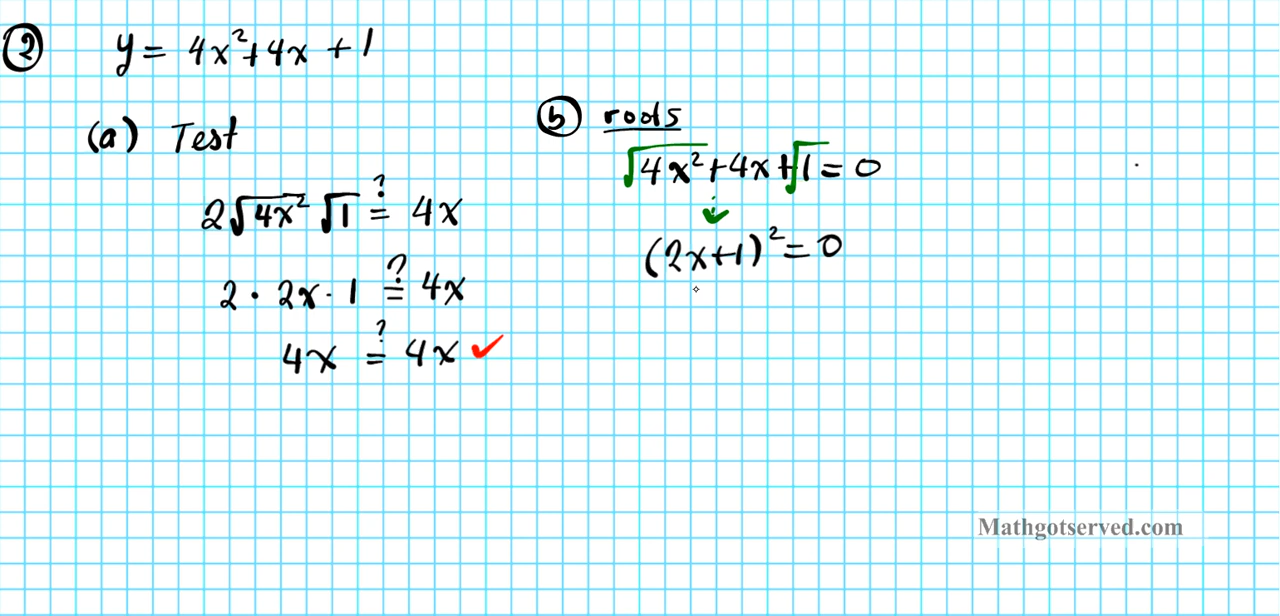 ② y = 4x²+4x + 1
(a) Test
2√4x² √1 ≟ 4x
2 · 2x · 1 ≟ 4x
4x ≟ 4x ✓
ⓑ roots
√4x²+4x+√1 = 0
(2x+1)² = 0
Mathgotserved.com